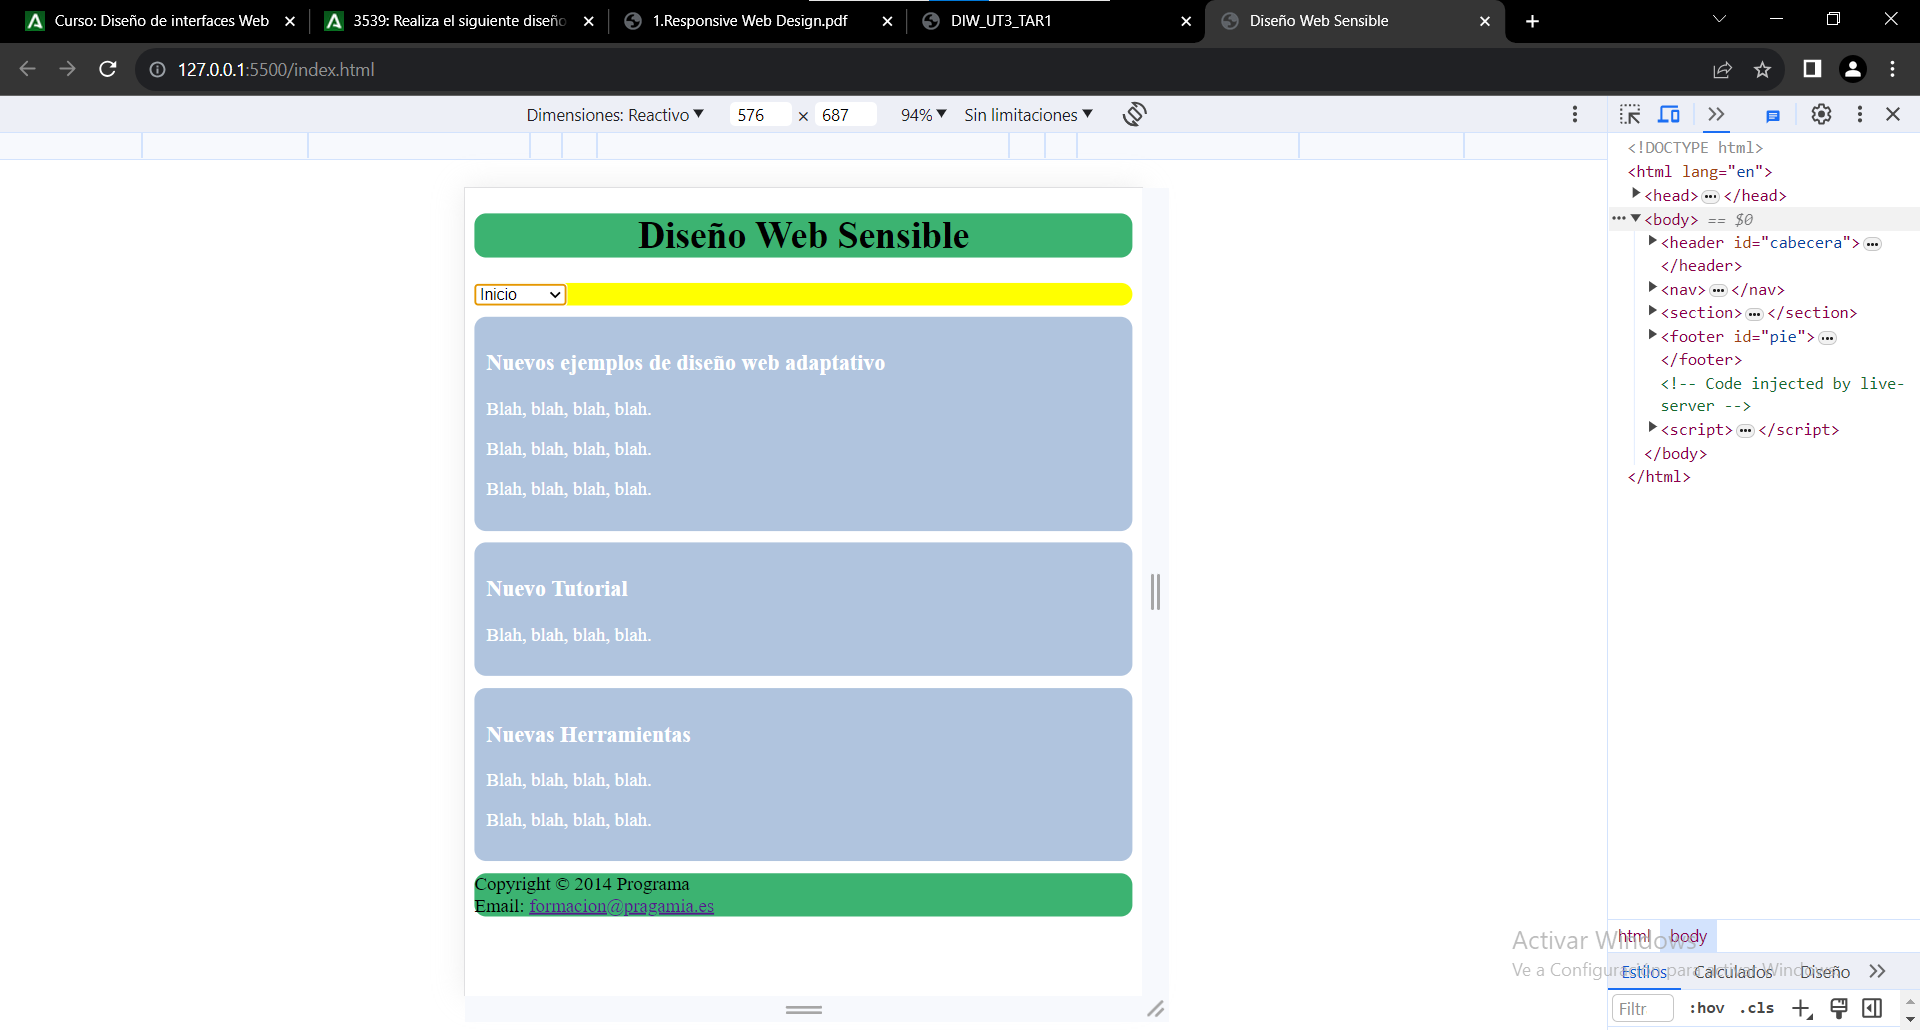 Curso: Diseño de interfaces Web
3539: Realiza el siguiente diseño
1.Responsive Web Design.pdf
DIW_UT3_TAR1
Diseño Web Sensible
127.0.0.1:5500/index.html
Dimensiones: Reactivo 576 × 687 94% Sin limitaciones
Diseño Web Sensible
Inicio
Nuevos ejemplos de diseño web adaptativo
Blah, blah, blah, blah.
Blah, blah, blah, blah.
Blah, blah, blah, blah.
Nuevo Tutorial
Blah, blah, blah, blah.
Nuevas Herramientas
Blah, blah, blah, blah.
Blah, blah, blah, blah.
Copyright © 2014 Programa
Email: formacion@pragamia.es
<!DOCTYPE html>
<html lang="en">
<head> ••• </head>
••• <body> == $0
<header id="cabecera"> •••
</header>
<nav> ••• </nav>
<section> ••• </section>
<footer id="pie"> •••
</footer>
<!-- Code injected by live-
server -->
<script> ••• </script>
</body>
</html>
html body
Activar Windows
Ve a Configuración para activar Windows.
Estilos Calculados Diseño
Filtr :hov .cls